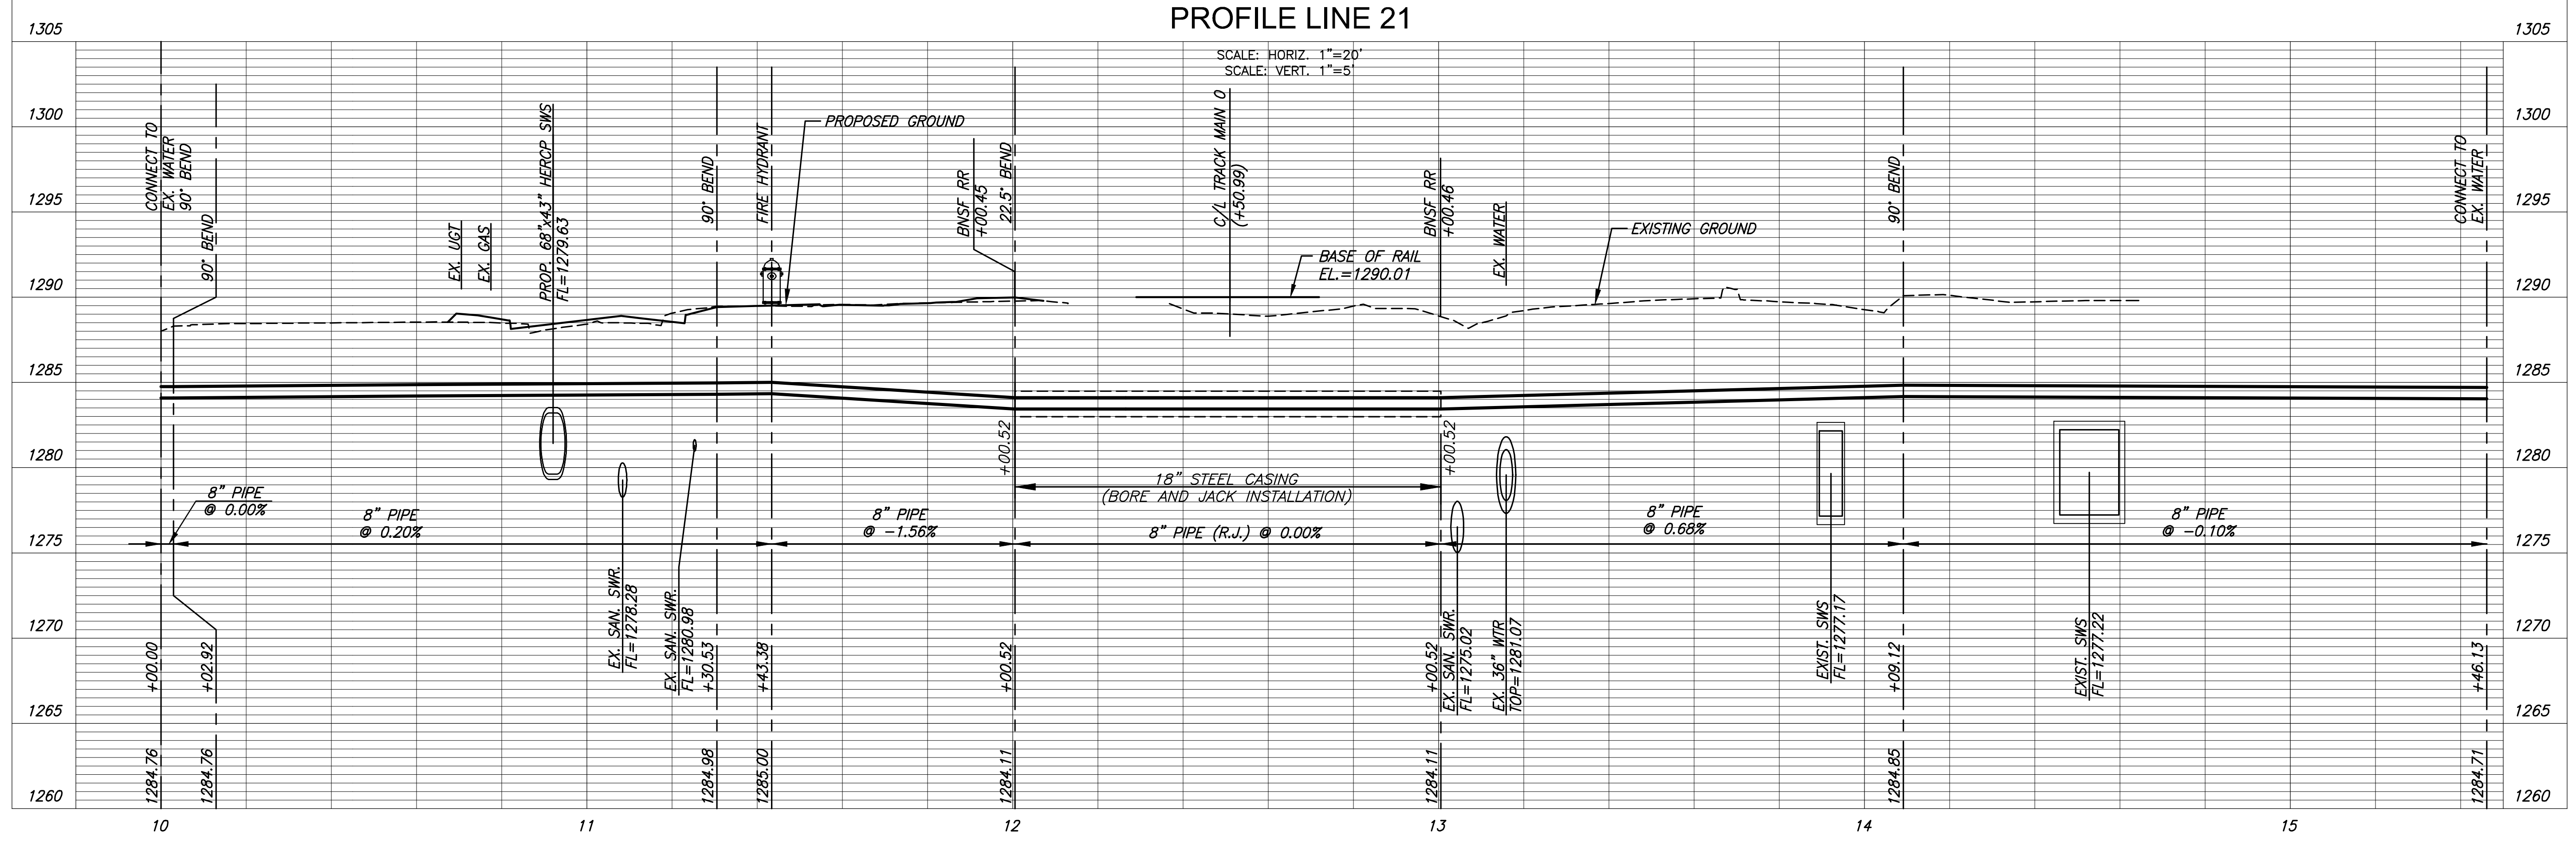 PROFILE LINE 21
SCALE: HORIZ. 1"=20'
SCALE: VERT. 1"=5'
1305
1300
1295
1290
1285
1280
1275
1270
1265
1260
1305
1300
1295
1290
1285
1280
1275
1270
1265
1260
CONNECT TO
EX. WATER
90° BEND
90° BEND
EX. UGT
EX. GAS
PROP. 68"x43" HERCP SWS
FL=1279.63
90° BEND
FIRE HYDRANT
PROPOSED GROUND
BNSF RR
+00.45
22.5° BEND
C/L TRACK MAIN 0
(+50.99)
BASE OF RAIL
EL.=1290.01
BNSF RR
+00.46
EX. WATER
EXISTING GROUND
90° BEND
CONNECT TO
EX. WATER
+00.52
+00.52
18" STEEL CASING
(BORE AND JACK INSTALLATION)
8" PIPE
@ 0.00%
8" PIPE
@ 0.20%
8" PIPE
@ -1.56%
8" PIPE (R.J.) @ 0.00%
8" PIPE
@ 0.68%
8" PIPE
@ -0.10%
EX. SAN. SWR.
FL=1278.28
EX. SAN. SWR.
FL=1280.98
EX. SAN. SWR.
FL=1275.02
EX. 36" WTR
TOP=1281.07
EXIST. SWS
FL=1277.17
EXIST. SWS
FL=1277.22
+00.00
+02.92
+30.53
+43.38
+00.52
+00.52
+09.12
+46.13
1284.76
1284.76
1284.98
1285.00
1284.11
1284.11
1284.85
1284.71
10
11
12
13
14
15